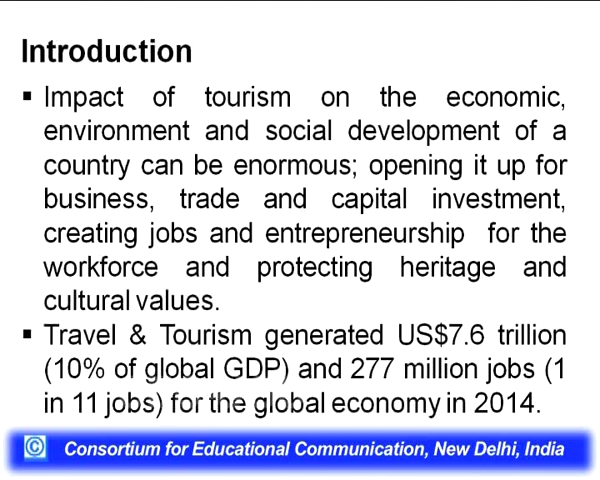 Introduction
▪ Impact of tourism on the economic,
environment and social development of a
country can be enormous; opening it up for
business, trade and capital investment,
creating jobs and entrepreneurship for the
workforce and protecting heritage and
cultural values.
▪ Travel & Tourism generated US$7.6 trillion
(10% of global GDP) and 277 million jobs (1
in 11 jobs) for the global economy in 2014.
© Consortium for Educational Communication, New Delhi, India